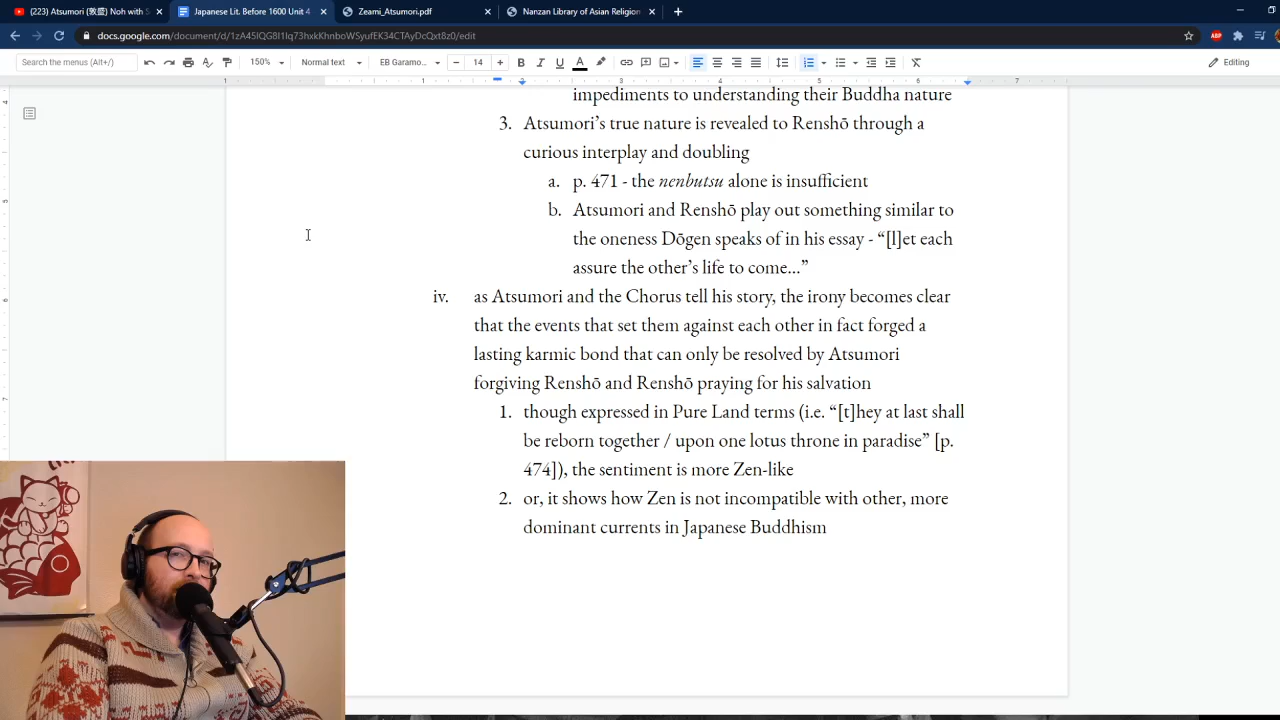 (223) Atsumori (敦盛) Noh with S
Japanese Lit. Before 1600 Unit 4
Zeami_Atsumori.pdf
Nanzan Library of Asian Religion
docs.google.com/document/d/1zA45IQG8I1Iq73hxkKhnboWSyufEK34CTAyDcQxt8z0/edit
Search the menus (Alt+/)
150%
Normal text
EB Garamo...
14
Editing
impediments to understanding their Buddha nature
3. Atsumori's true nature is revealed to Renshō through a
curious interplay and doubling
a. p. 471 - the nenbutsu alone is insufficient
b. Atsumori and Renshō play out something similar to
the oneness Dōgen speaks of in his essay - “[l]et each
assure the other's life to come...”
iv. as Atsumori and the Chorus tell his story, the irony becomes clear
that the events that set them against each other in fact forged a
lasting karmic bond that can only be resolved by Atsumori
forgiving Renshō and Renshō praying for his salvation
1. though expressed in Pure Land terms (i.e. “[t]hey at last shall
be reborn together / upon one lotus throne in paradise” [p.
474]), the sentiment is more Zen-like
2. or, it shows how Zen is not incompatible with other, more
dominant currents in Japanese Buddhism